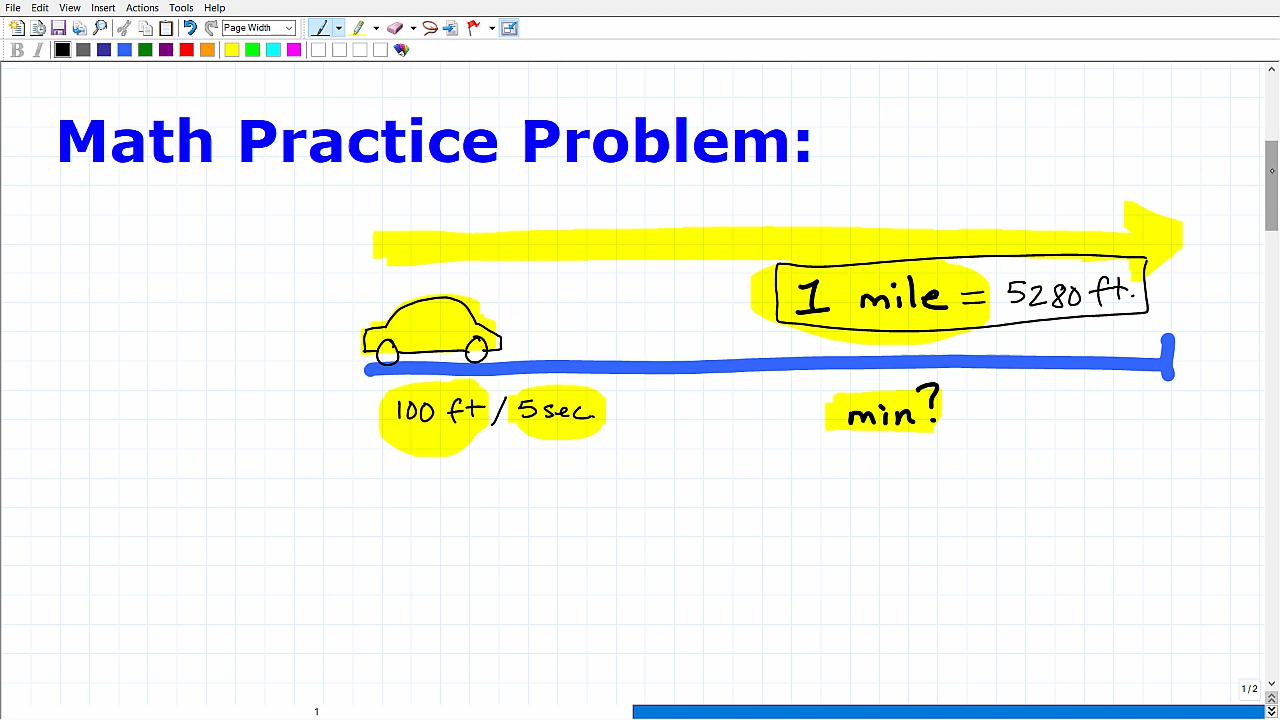 File Edit View Insert Actions Tools Help
Page Width
B I
Math Practice Problem:
1 mile = 5280 ft.
100 ft / 5 sec.
min?
1/2
1